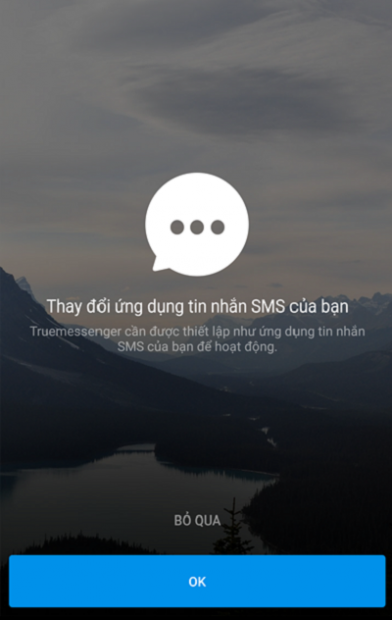 Thay đổi ứng dụng tin nhắn SMS của bạn
Truemessenger cần được thiết lập như ứng dụng tin nhắn
SMS của bạn để hoạt động.
BỎ QUA
OK